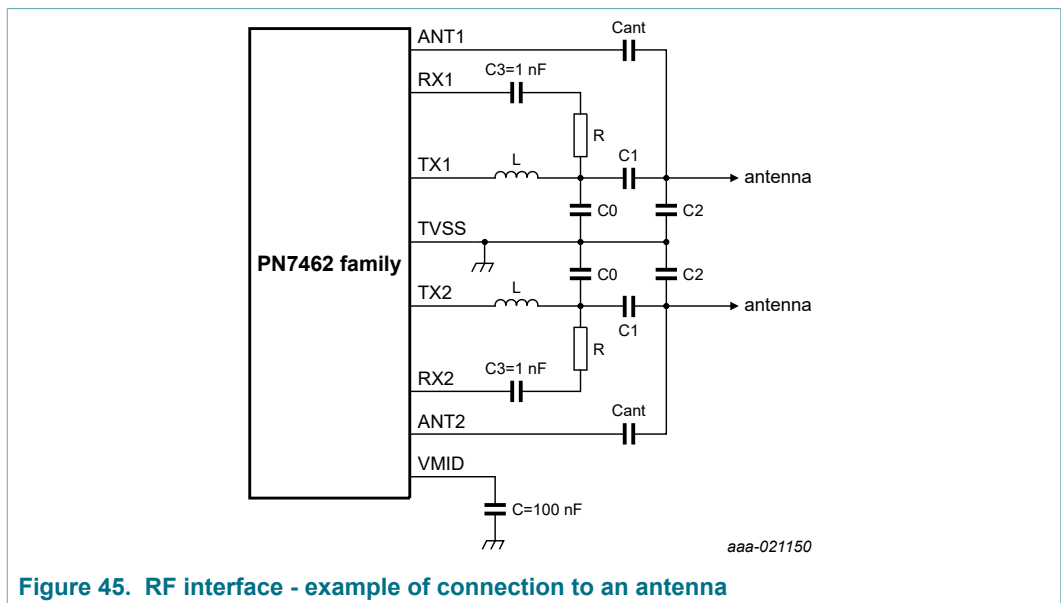 ANT1
Cant
RX1
C3=1 nF
R
TX1
L
C1
antenna
C0
C2
TVSS
PN7462 family
C0
C2
TX2
L
antenna
C1
R
RX2
C3=1 nF
Cant
ANT2
VMID
C=100 nF
aaa-021150
Figure 45. RF interface - example of connection to an antenna